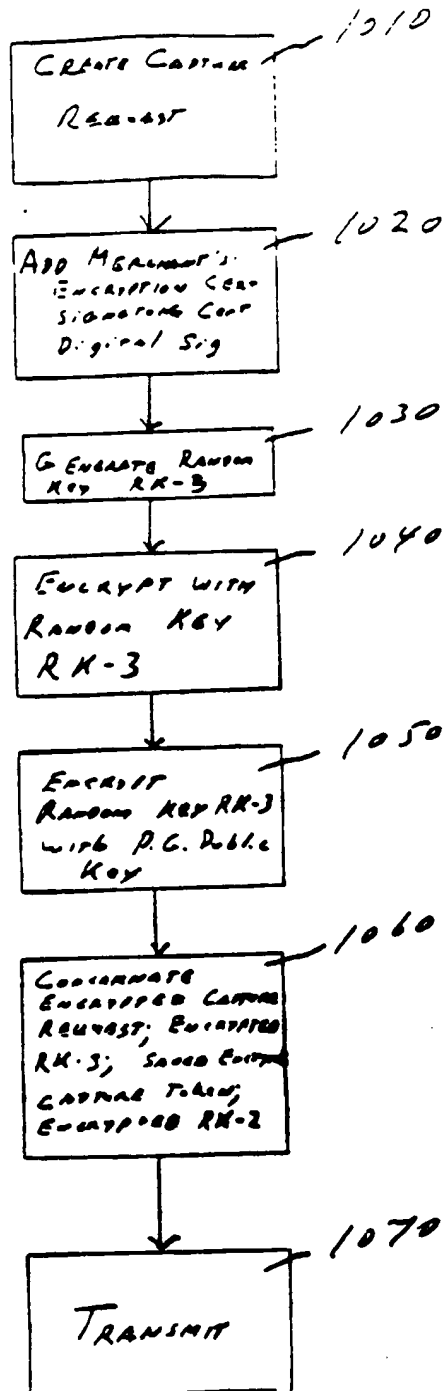 1010
CREATE CAPTURE
REQUEST
1020
ADD MERCHANT'S
ENCRYPTION CERT
SIGNATURE CERT
Digital Sig
1030
GENERATE RANDOM
KEY RK-3
1040
ENCRYPT WITH
RANDOM KEY
RK-3
1050
ENCRYPT
RANDOM KEY RK-3
with P.G. Public
Key
1060
CONCATENATE
ENCRYPTED CAPTURE
REQUEST; ENCRYPTED
RK-3; SAVED
CAPTURE TOKEN;
ENCRYPTED RK-2
1070
TRANSMIT